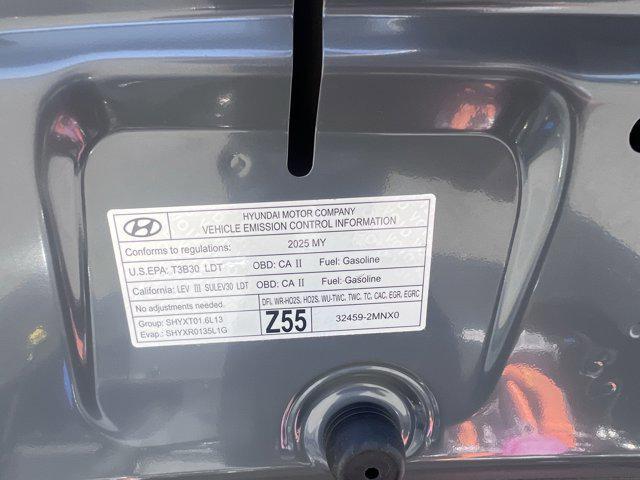 HYUNDAI MOTOR COMPANY
VEHICLE EMISSION CONTROL INFORMATION
Conforms to regulations: 2025 MY
U.S.EPA: T3B30 LDT OBD: CA II Fuel: Gasoline
California: LEV III SULEV30 LDT OBD: CA II Fuel: Gasoline
No adjustments needed. DFI, WR-HO2S, HO2S, WU-TWC, TWC, TC, CAC, EGR, EGRC
Group: SHYXT01.6L13
Evap.: SHYXR0135L1G
Z55 32459-2MNX0